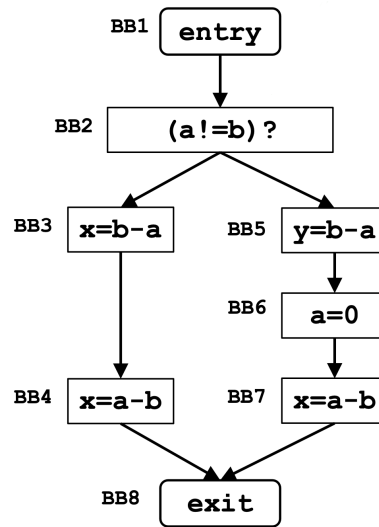 BB1 entry
BB2 (a!=b)?
BB3 x=b-a BB5 y=b-a
BB6 a=0
BB4 x=a-b BB7 x=a-b
BB8 exit